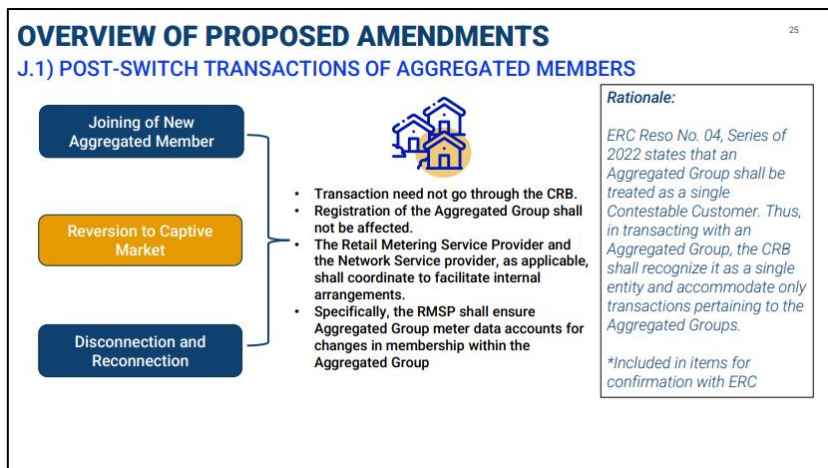 OVERVIEW OF PROPOSED AMENDMENTS
25
J.1) POST-SWITCH TRANSACTIONS OF AGGREGATED MEMBERS
Joining of New
Aggregated Member
Reversion to Captive
Market
Disconnection and
Reconnection
• Transaction need not go through the CRB.
• Registration of the Aggregated Group shall
not be affected.
• The Retail Metering Service Provider and
the Network Service provider, as applicable,
shall coordinate to facilitate internal
arrangements.
• Specifically, the RMSP shall ensure
Aggregated Group meter data accounts for
changes in membership within the
Aggregated Group
Rationale:
ERC Reso No. 04, Series of
2022 states that an
Aggregated Group shall be
treated as a single
Contestable Customer. Thus,
in transacting with an
Aggregated Group, the CRB
shall recognize it as a single
entity and accommodate only
transactions pertaining to the
Aggregated Groups.
*Included in items for
confirmation with ERC